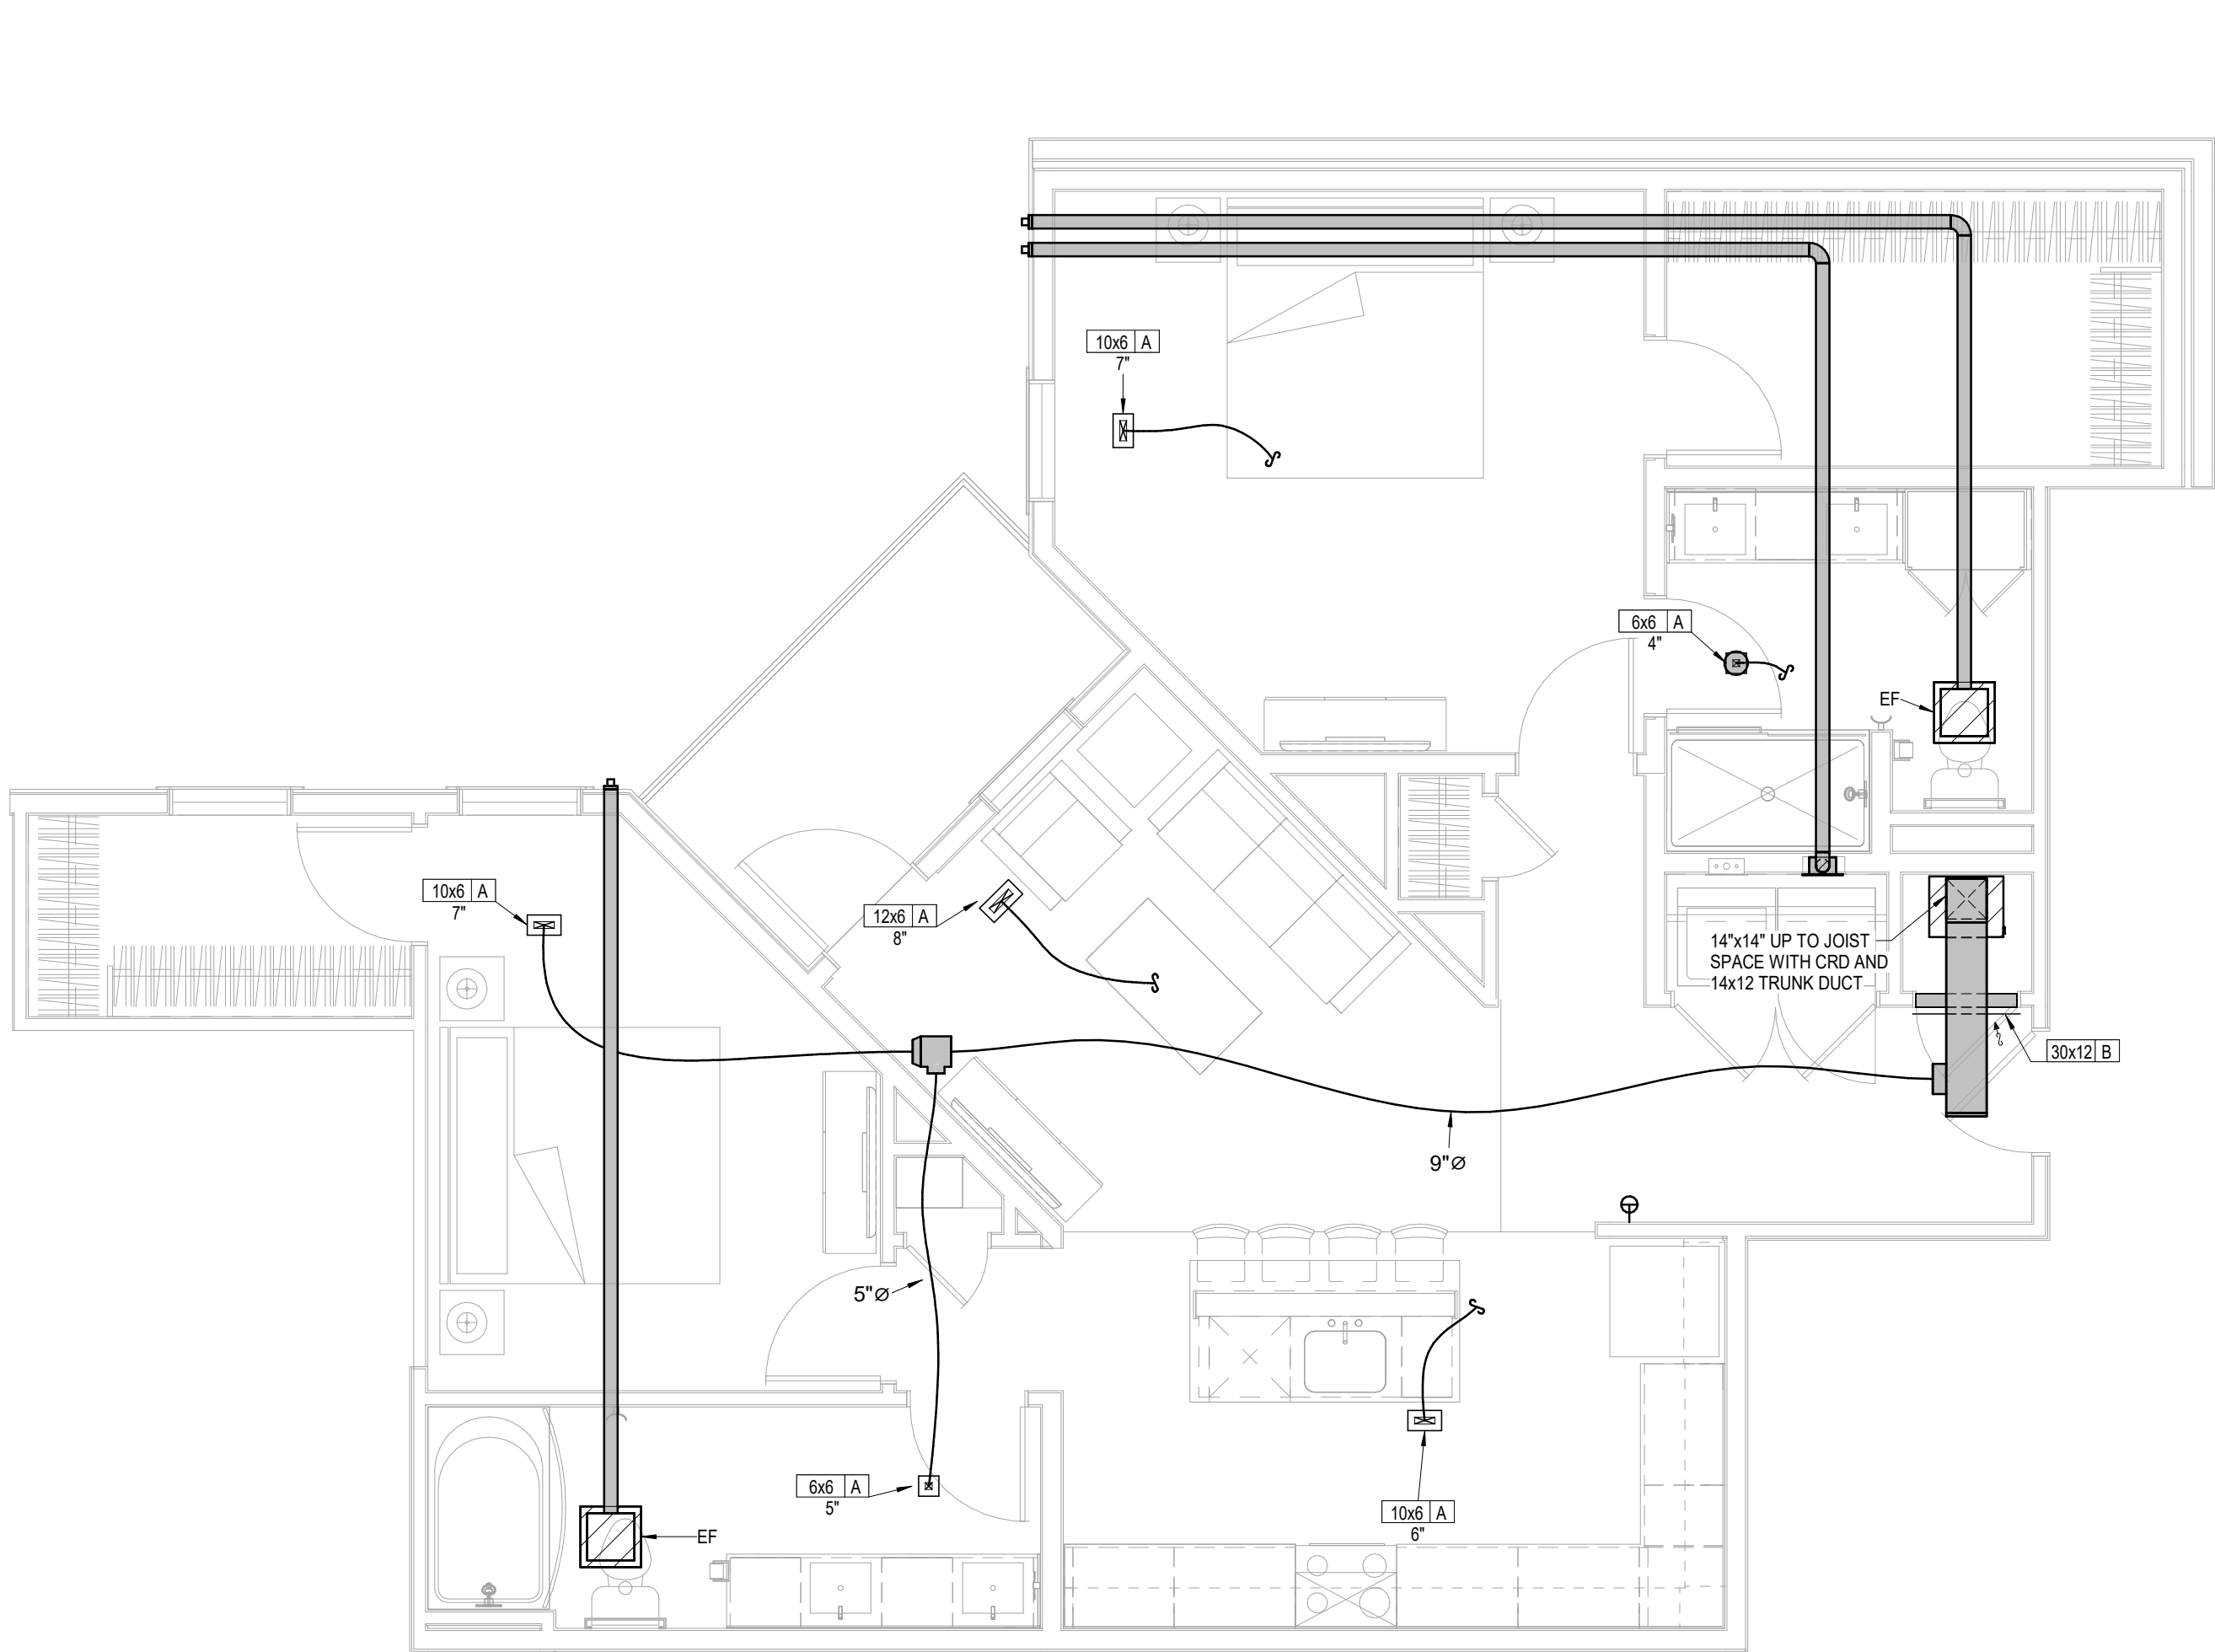 10x6 A
7"
6x6 A
4"
EF
10x6 A
7"
12x6 A
8"
14"x14" UP TO JOIST
SPACE WITH CRD AND
14x12 TRUNK DUCT
30x12 B
9"⌀
5"⌀
6x6 A
5"
10x6 A
6"
EF